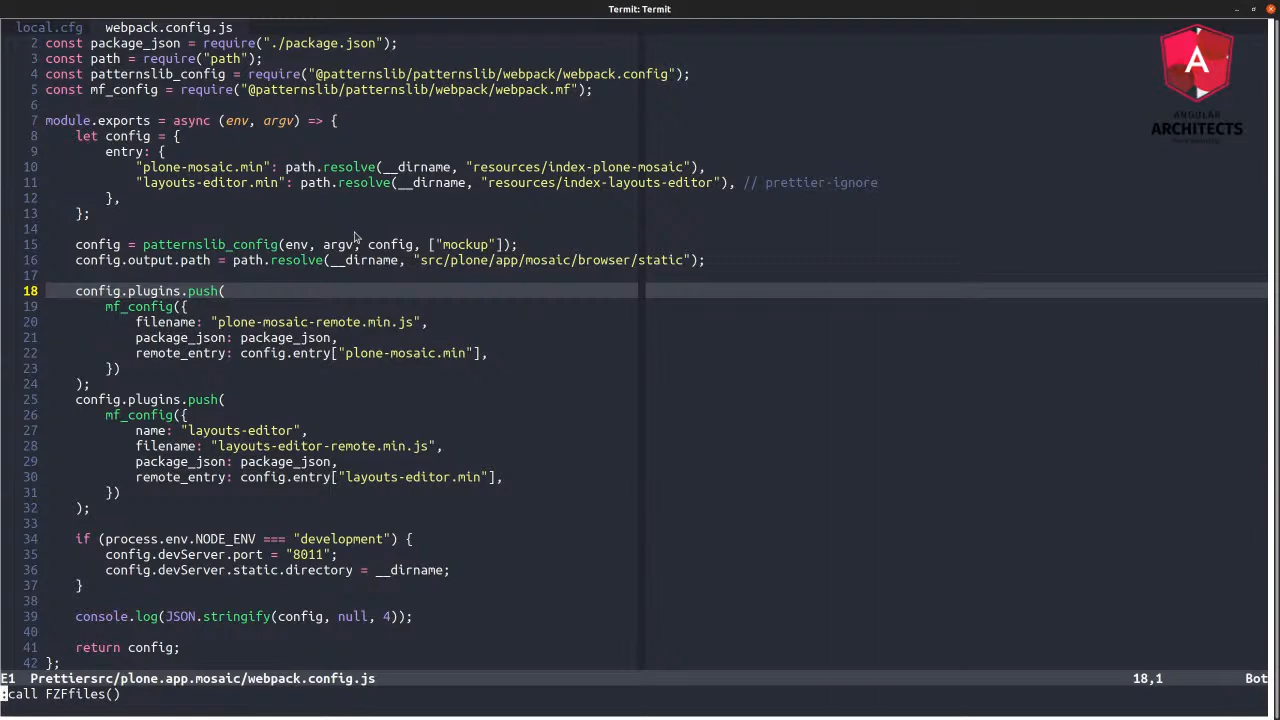 Termit: Termit
local.cfg webpack.config.js
2 const package_json = require("./package.json");
3 const path = require("path");
4 const patternslib_config = require("@patternslib/patternslib/webpack/webpack.config");
5 const mf_config = require("@patternslib/patternslib/webpack/webpack.mf");
6
7 module.exports = async (env, argv) => {
8 let config = {
9 entry: {
10 "plone-mosaic.min": path.resolve(__dirname, "resources/index-plone-mosaic"),
11 "layouts-editor.min": path.resolve(__dirname, "resources/index-layouts-editor"), // prettier-ignore
12 },
13 };
14
15 config = patternslib_config(env, argv, config, ["mockup"]);
16 config.output.path = path.resolve(__dirname, "src/plone/app/mosaic/browser/static");
17
18 config.plugins.push(
19 mf_config({
20 filename: "plone-mosaic-remote.min.js",
21 package_json: package_json,
22 remote_entry: config.entry["plone-mosaic.min"],
23 })
24 );
25 config.plugins.push(
26 mf_config({
27 name: "layouts-editor",
28 filename: "layouts-editor-remote.min.js",
29 package_json: package_json,
30 remote_entry: config.entry["layouts-editor.min"],
31 })
32 );
33
34 if (process.env.NODE_ENV === "development") {
35 config.devServer.port = "8011";
36 config.devServer.static.directory = __dirname;
37 }
38
39 console.log(JSON.stringify(config, null, 4));
40
41 return config;
42 };
E1 Prettiersrc/plone.app.mosaic/webpack.config.js 18,1 Bot
:call FZFfiles()
A
ANGULAR
ARCHITECTS